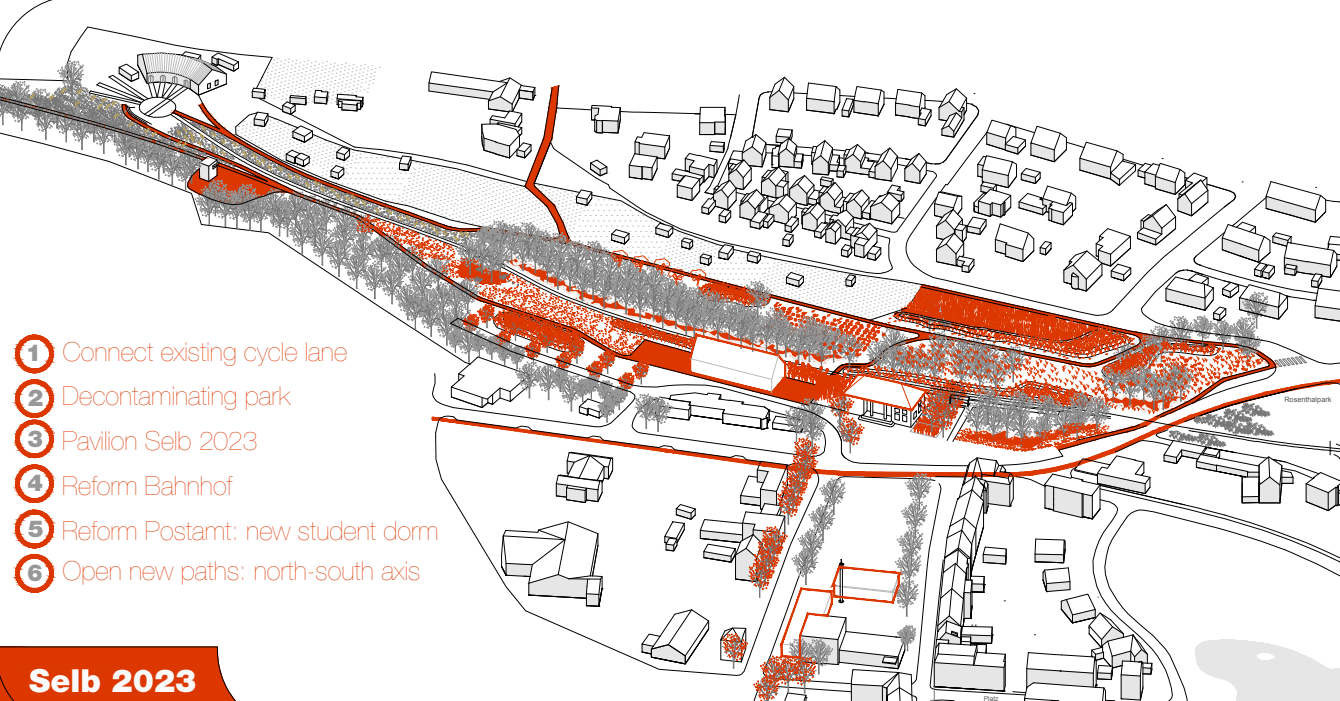 1 Connect existing cycle lane
2 Decontaminating park
3 Pavilion Selb 2023
4 Reform Bahnhof
5 Reform Postamt: new student dorm
6 Open new paths: north-south axis
Selb 2023
Rosenthalpark
Platz